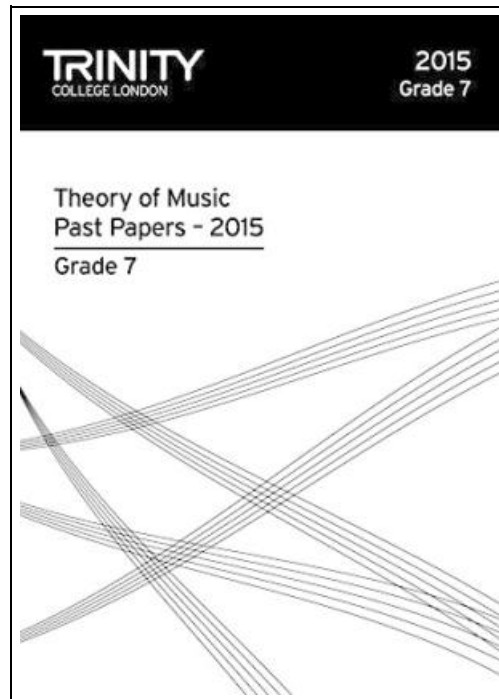 TRINITY
COLLEGE LONDON
2015
Grade 7
Theory of Music
Past Papers – 2015
Grade 7